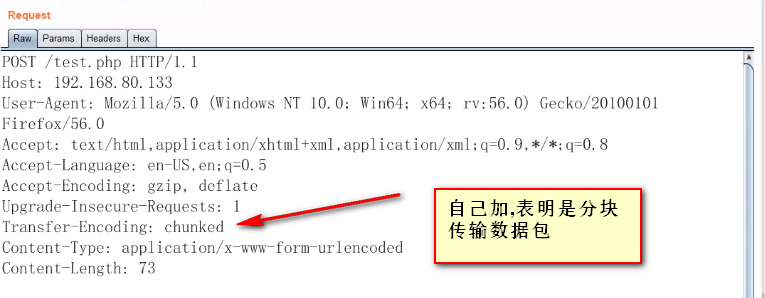 Request
Raw Params Headers Hex
POST /test.php HTTP/1.1
Host: 192.168.80.133
User-Agent: Mozilla/5.0 (Windows NT 10.0; Win64; x64; rv:56.0) Gecko/20100101
Firefox/56.0
Accept: text/html,application/xhtml+xml,application/xml;q=0.9,*/*;q=0.8
Accept-Language: en-US,en;q=0.5
Accept-Encoding: gzip, deflate
Upgrade-Insecure-Requests: 1
Transfer-Encoding: chunked
Content-Type: application/x-www-form-urlencoded
Content-Length: 73
自己加,表明是分块
传输数据包